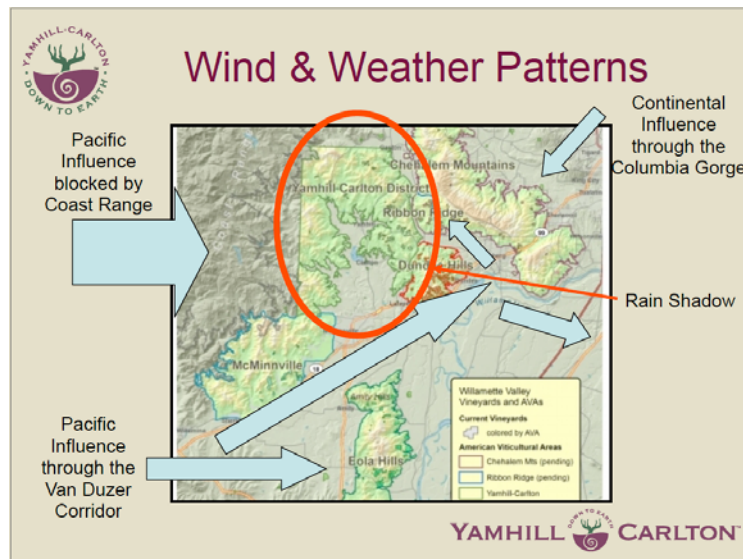 YAMHILL-CARLTON
DOWN TO EARTH
Wind & Weather Patterns
Pacific
Influence
blocked by
Coast Range
Continental
Influence
through the
Columbia Gorge
Chehalem Mountains
Yamhill-Carlton District
Ribbon Ridge
Dundee Hills
Rain Shadow
McMinnville
Eola Hills
Pacific
Influence
through the
Van Duzer
Corridor
Willamette Valley
Vineyards and AVAs
Current Vineyards
colored by AVA
American Viticultural Areas
Chehalem Mts (pending)
Ribbon Ridge (pending)
Yamhill-Carlton
YAMHILL CARLTON